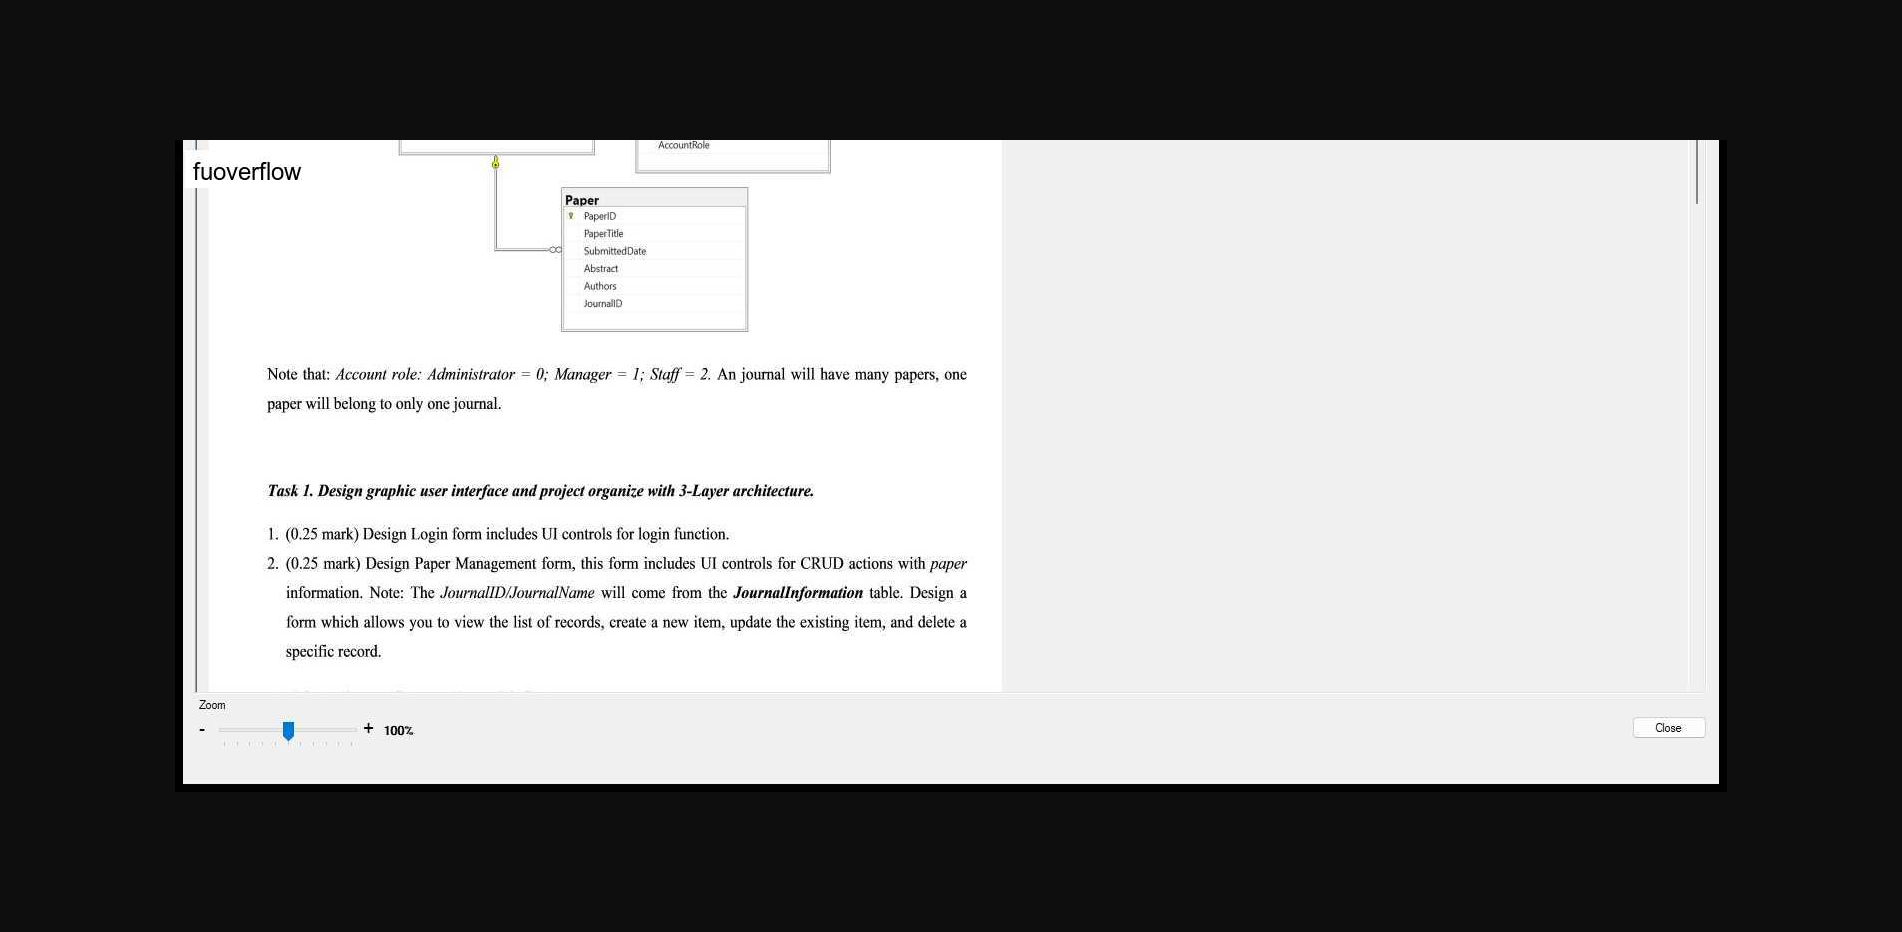 AccountRole
fuoverflow
Paper
PaperID
PaperTitle
SubmittedDate
Abstract
Authors
JournalID
Note that: Account role: Administrator = 0; Manager = 1; Staff = 2. An journal will have many papers, one
paper will belong to only one journal.
Task 1. Design graphic user interface and project organize with 3-Layer architecture.
1. (0.25 mark) Design Login form includes UI controls for login function.
2. (0.25 mark) Design Paper Management form, this form includes UI controls for CRUD actions with paper
information. Note: The JournalID/JournalName will come from the JournalInformation table. Design a
form which allows you to view the list of records, create a new item, update the existing item, and delete a
specific record.
Zoom
- + 100%
Close